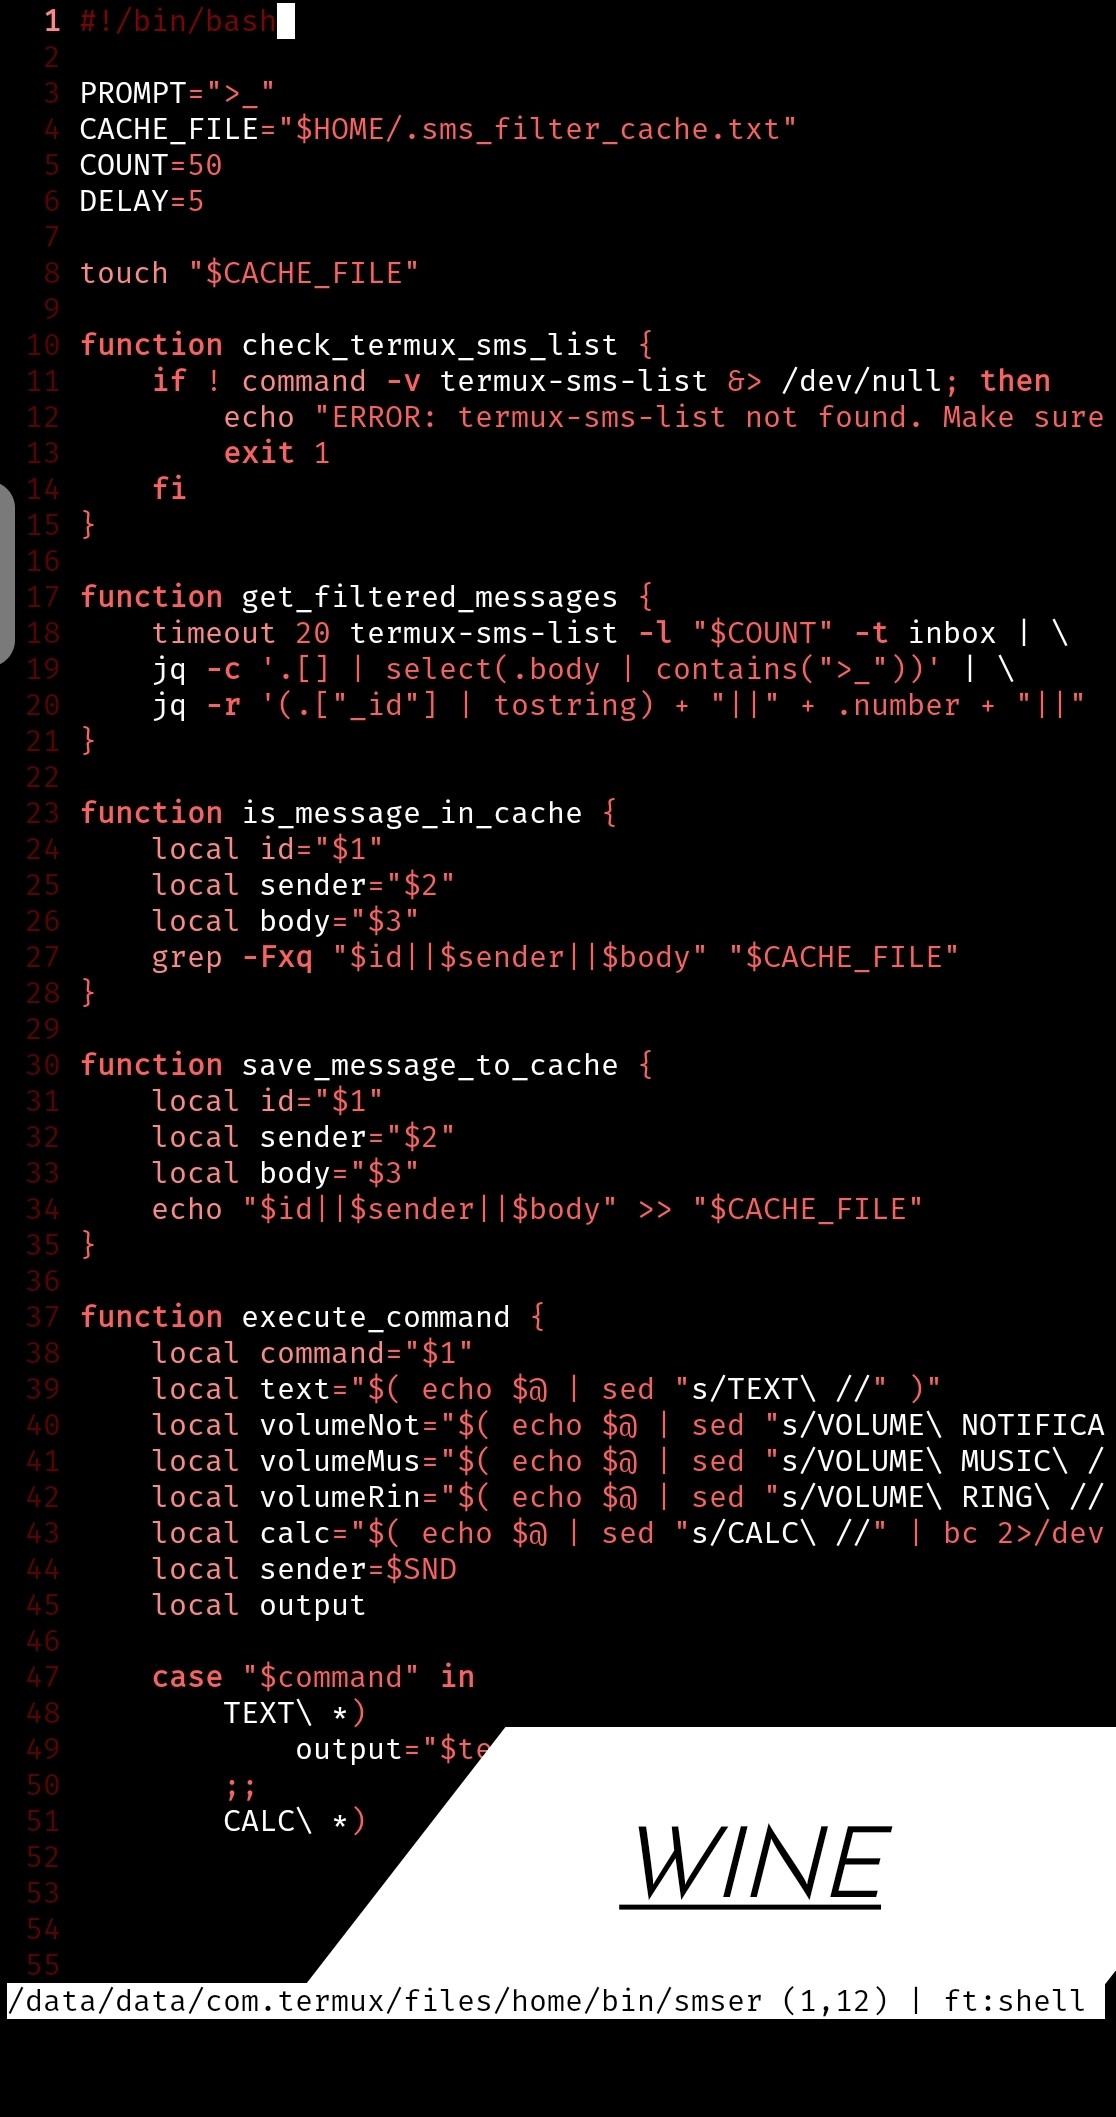 1 #!/bin/bash
2
3 PROMPT=">_"
4 CACHE_FILE="$HOME/.sms_filter_cache.txt"
5 COUNT=50
6 DELAY=5
7
8 touch "$CACHE_FILE"
9
10 function check_termux_sms_list {
11     if ! command -v termux-sms-list &> /dev/null; then
12         echo "ERROR: termux-sms-list not found. Make sure
13         exit 1
14     fi
15 }
16
17 function get_filtered_messages {
18     timeout 20 termux-sms-list -l "$COUNT" -t inbox | \
19     jq -c '.[] | select(.body | contains(">_"))' | \
20     jq -r '(.["_id"] | tostring) + "||" + .number + "||"
21 }
22
23 function is_message_in_cache {
24     local id="$1"
25     local sender="$2"
26     local body="$3"
27     grep -Fxq "$id||$sender||$body" "$CACHE_FILE"
28 }
29
30 function save_message_to_cache {
31     local id="$1"
32     local sender="$2"
33     local body="$3"
34     echo "$id||$sender||$body" >> "$CACHE_FILE"
35 }
36
37 function execute_command {
38     local command="$1"
39     local text="$( echo $@ | sed "s/TEXT\ //" )"
40     local volumeNot="$( echo $@ | sed "s/VOLUME\ NOTIFICA
41     local volumeMus="$( echo $@ | sed "s/VOLUME\ MUSIC\ /
42     local volumeRin="$( echo $@ | sed "s/VOLUME\ RING\ //
43     local calc="$( echo $@ | sed "s/CALC\ //" | bc 2>/dev
44     local sender=$SND
45     local output
46
47     case "$command" in
48         TEXT\ *)
49             output="$te
50         ;;
51         CALC\ *)
52
53
54
55
WINE
/data/data/com.termux/files/home/bin/smser (1,12) | ft:shell